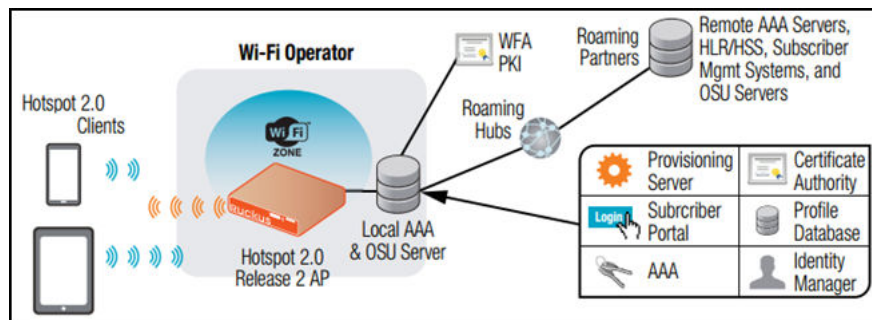 Wi-Fi Operator
Hotspot 2.0
Clients
Wi Fi
ZONE
RUCKUS
Hotspot 2.0
Release 2 AP
Local AAA
& OSU Server
WFA
PKI
Roaming
Hubs
Roaming
Partners
Remote AAA Servers,
HLR/HSS, Subscriber
Mgmt Systems, and
OSU Servers
Provisioning
Server
Certificate
Authority
Login
Subrcriber
Portal
Profile
Database
AAA
Identity
Manager